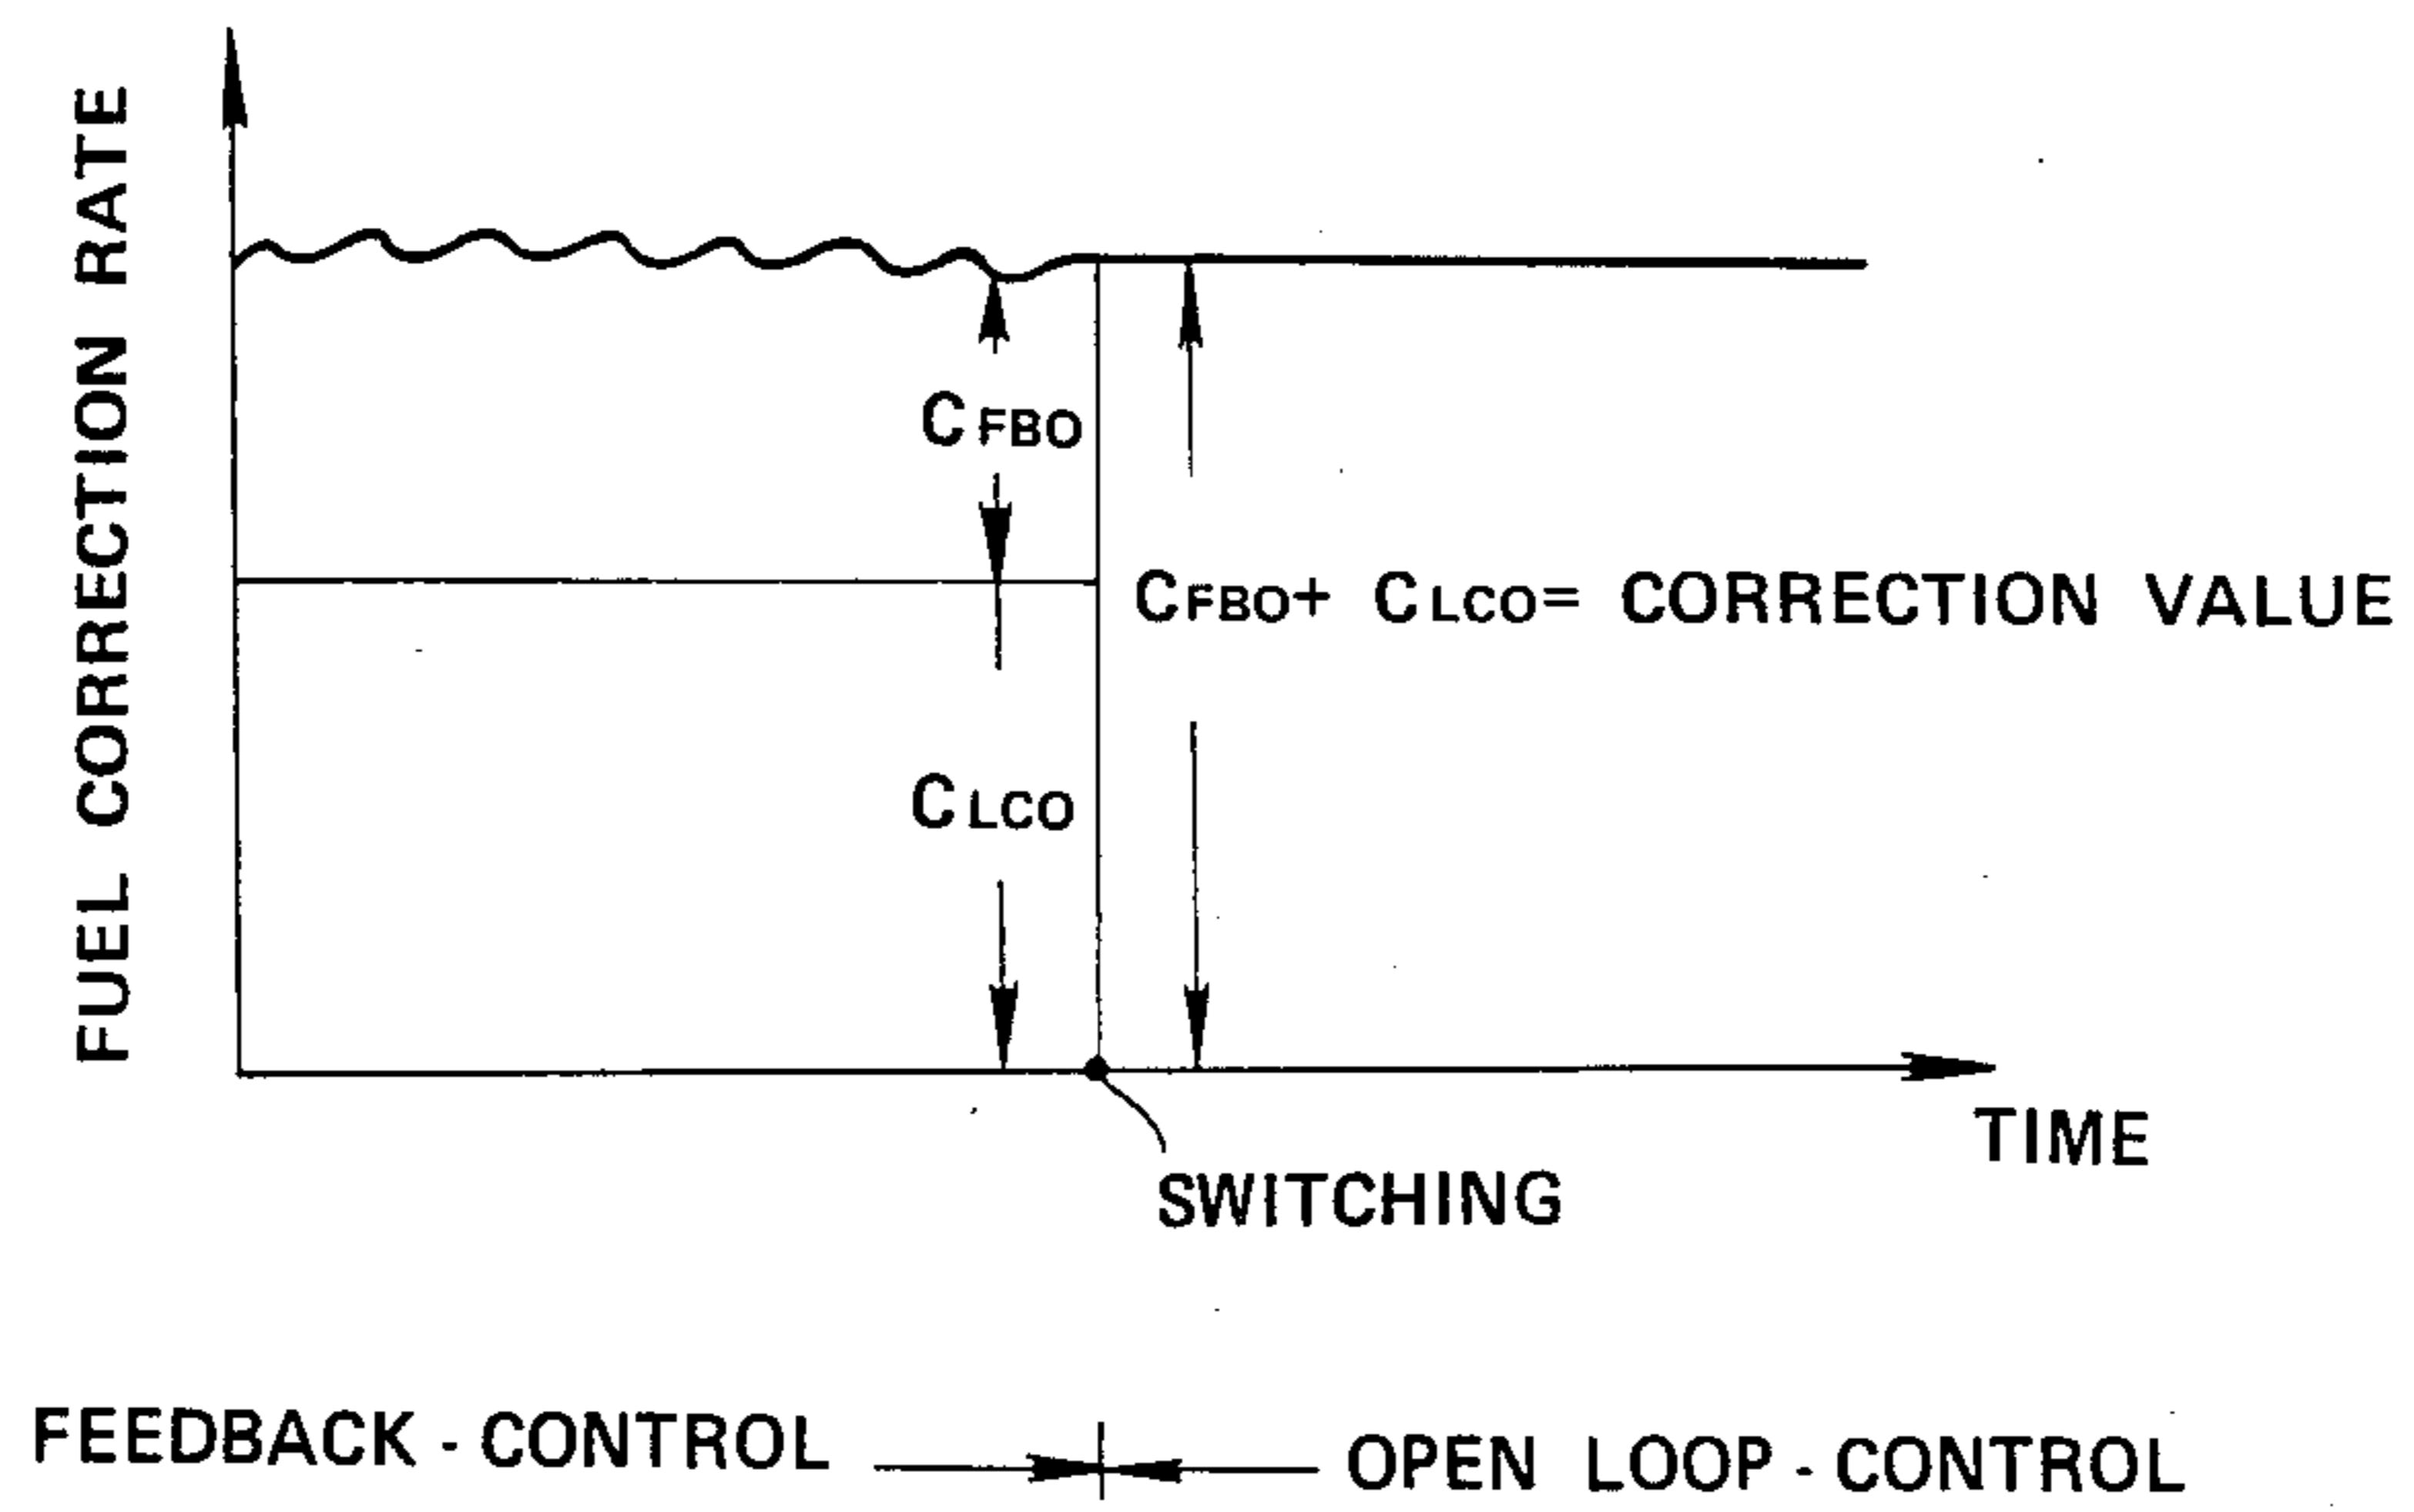 FUEL CORRECTION RATE
CFBO
CFBO+ CLCO= CORRECTION VALUE
CLCO
TIME
SWITCHING
FEEDBACK - CONTROL
OPEN LOOP - CONTROL